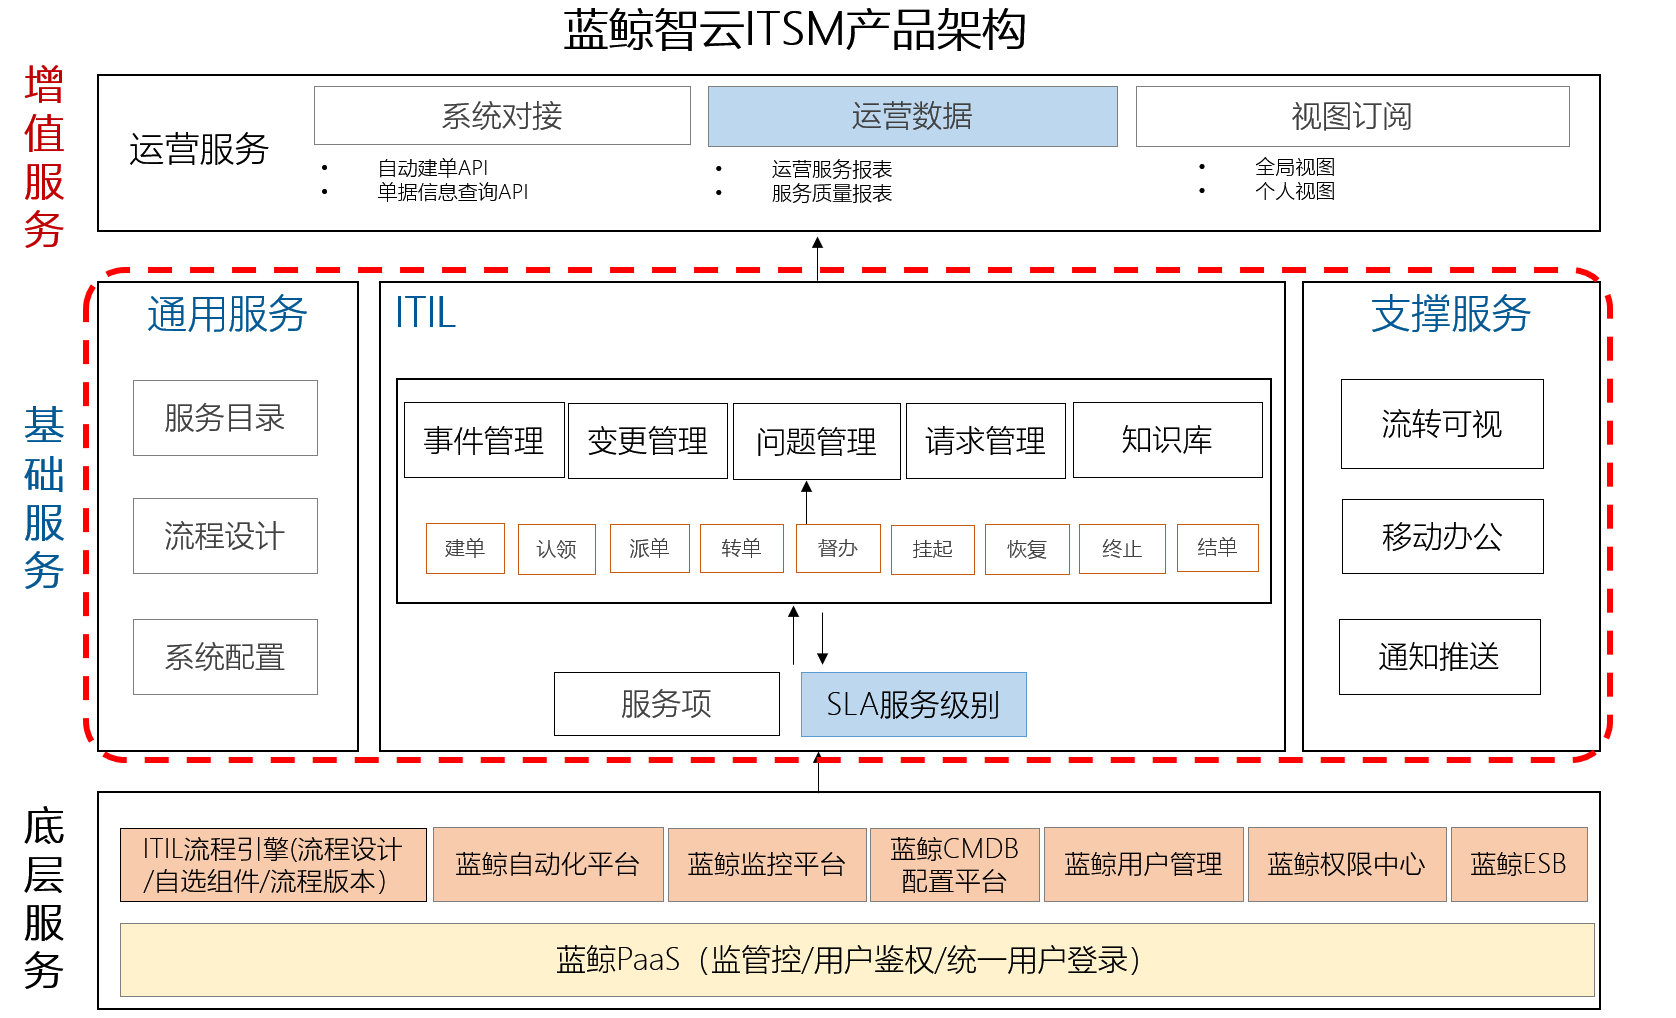 蓝鲸智云ITSM产品架构
增值服务
运营服务
系统对接
• 自动建单API
• 单据信息查询API
运营数据
• 运营服务报表
• 服务质量报表
视图订阅
• 全局视图
• 个人视图
基础服务
通用服务
服务目录
流程设计
系统配置
ITIL
事件管理
变更管理
问题管理
请求管理
知识库
建单
认领
派单
转单
督办
挂起
恢复
终止
结单
服务项
SLA服务级别
支撑服务
流转可视
移动办公
通知推送
底层服务
ITIL流程引擎(流程设计
/自选组件/流程版本）
蓝鲸自动化平台
蓝鲸监控平台
蓝鲸CMDB
配置平台
蓝鲸用户管理
蓝鲸权限中心
蓝鲸ESB
蓝鲸PaaS（监管控/用户鉴权/统一用户登录）